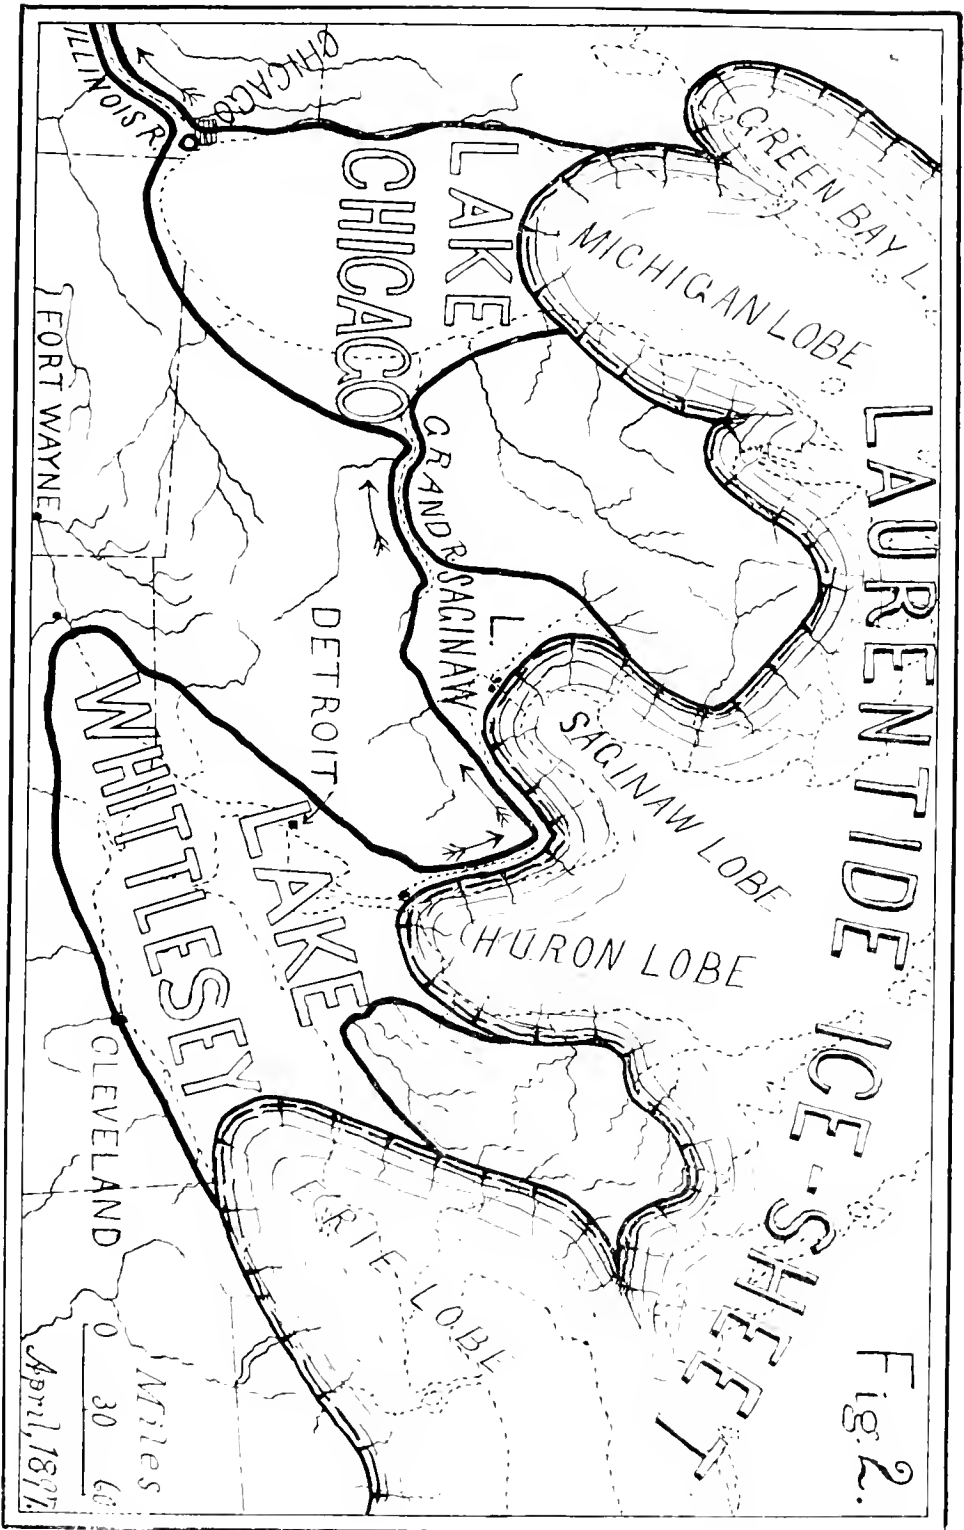 Fig. 2.
LAURENTIDE ICE-SHEET
GREEN BAY L.
MICHIGAN LOBE
SAGINAW LOBE
HURON LOBE
ERIE LOBE
LAKE
CHICAGO
CHICAGO
ILLINOIS R.
GRAND R.
L.
SAGINAW
DETROIT
LAKE
WHITTLESEY
FORT WAYNE
CLEVELAND
Miles
0 30 60
April, 1897.